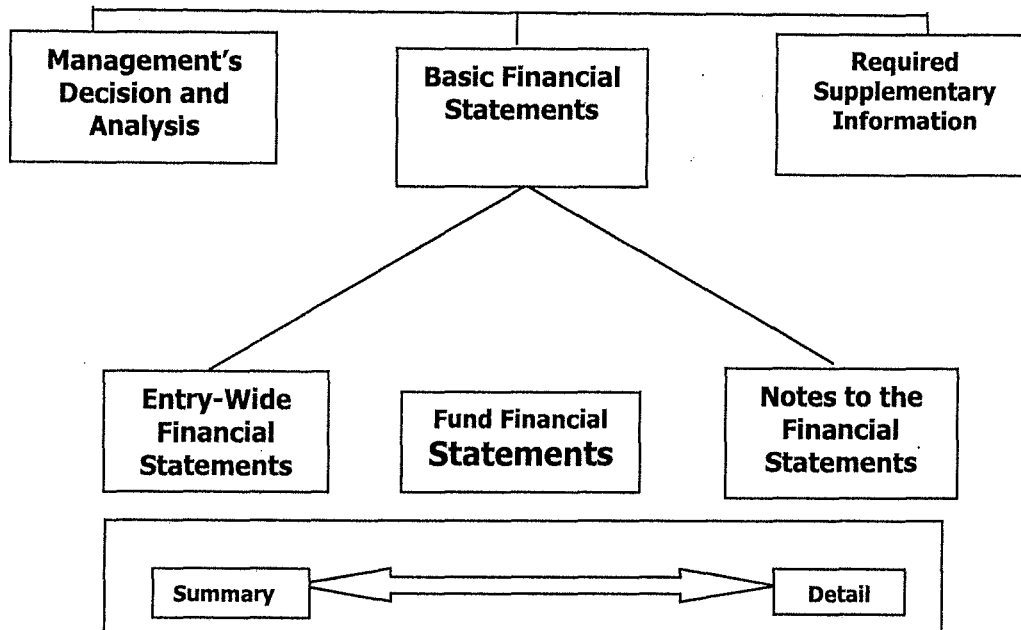 Management's
Decision and
Analysis
Basic Financial
Statements
Required
Supplementary
Information
Entry-Wide
Financial
Statements
Fund Financial
Statements
Notes to the
Financial
Statements
Summary
Detail